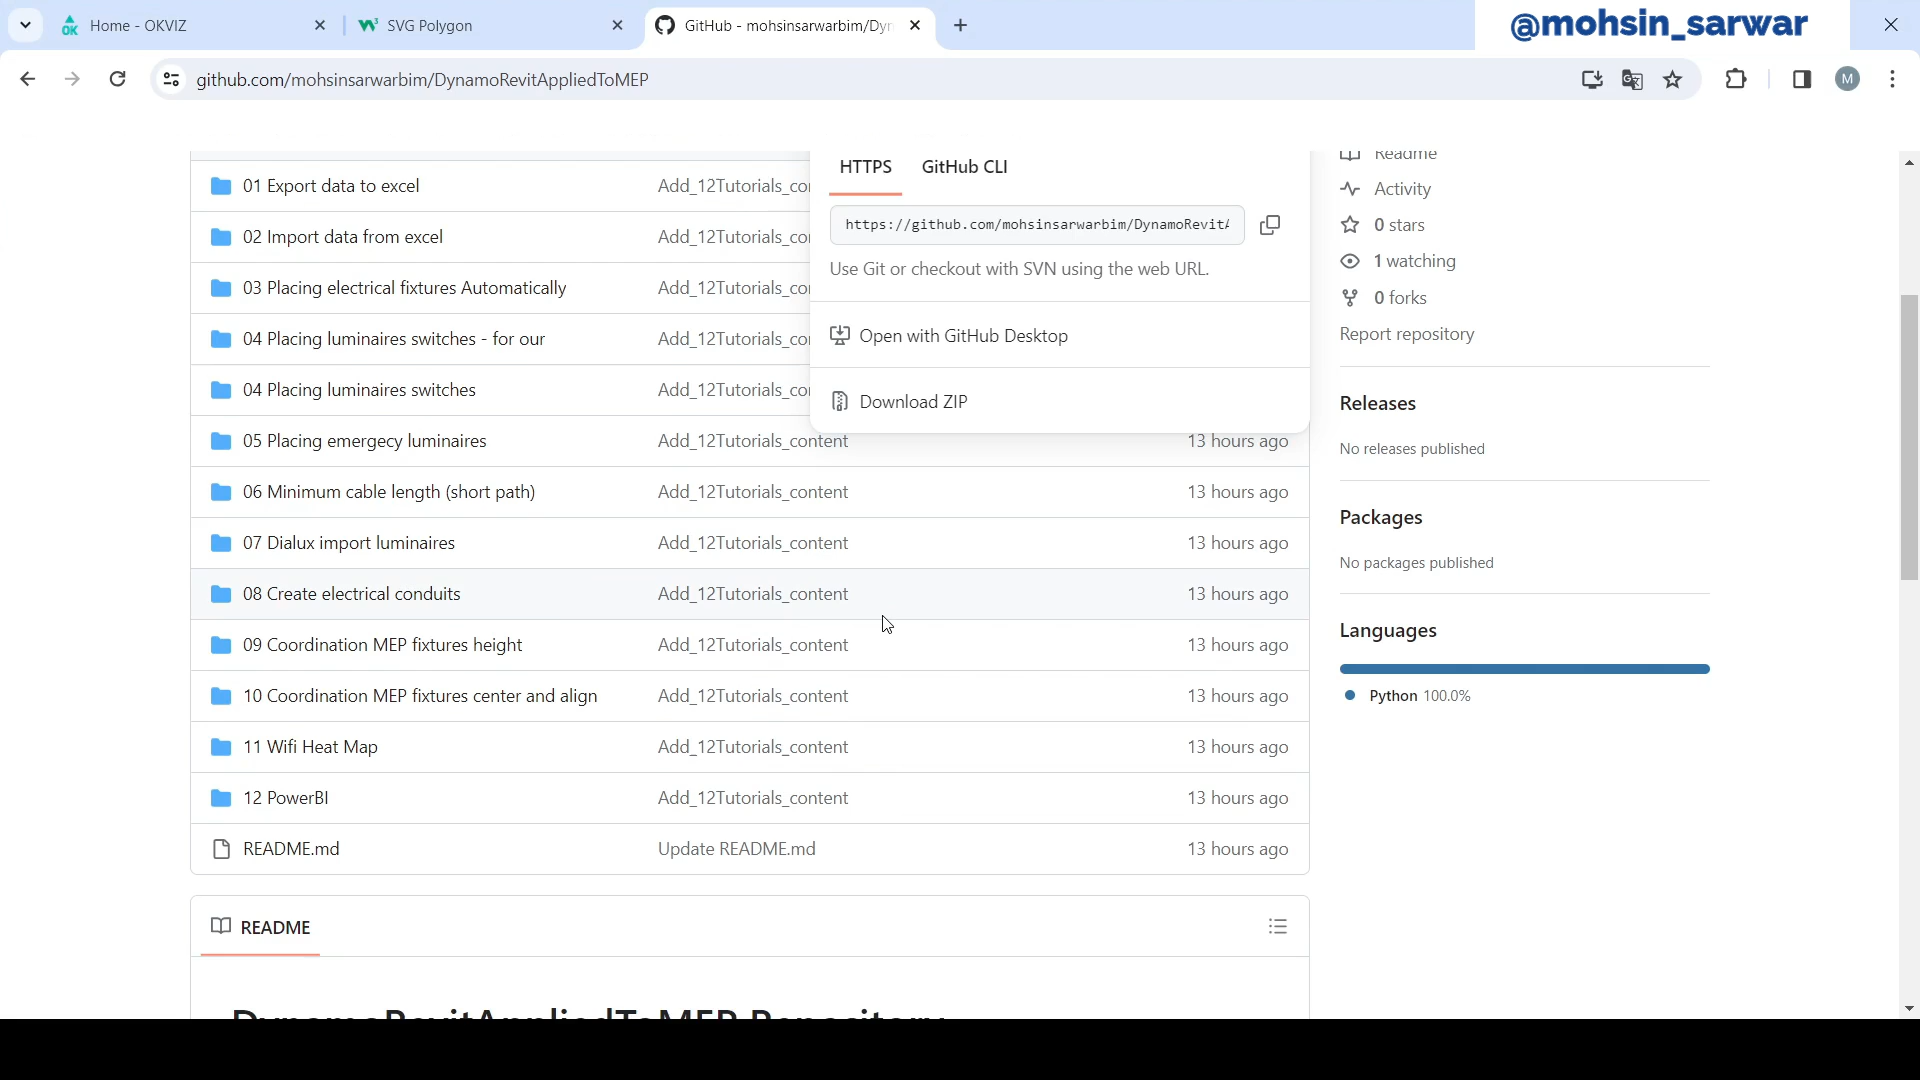 Home - OKVIZ
SVG Polygon
GitHub - mohsinsarwarbim/Dyn
@mohsin_sarwar
github.com/mohsinsarwarbim/DynamoRevitAppliedToMEP
M
HTTPS
GitHub CLI
https://github.com/mohsinsarwarbim/DynamoRevitA
Use Git or checkout with SVN using the web URL.
Open with GitHub Desktop
Download ZIP
01 Export data to excel Add_12Tutorials_co
02 Import data from excel Add_12Tutorials_co
03 Placing electrical fixtures Automatically Add_12Tutorials_co
04 Placing luminaires switches - for our Add_12Tutorials_co
04 Placing luminaires switches Add_12Tutorials_co
05 Placing emergecy luminaires Add_12Tutorials_content 13 hours ago
06 Minimum cable length (short path) Add_12Tutorials_content 13 hours ago
07 Dialux import luminaires Add_12Tutorials_content 13 hours ago
08 Create electrical conduits Add_12Tutorials_content 13 hours ago
09 Coordination MEP fixtures height Add_12Tutorials_content 13 hours ago
10 Coordination MEP fixtures center and align Add_12Tutorials_content 13 hours ago
11 Wifi Heat Map Add_12Tutorials_content 13 hours ago
12 PowerBI Add_12Tutorials_content 13 hours ago
README.md Update README.md 13 hours ago
README
DynamoRevitAppliedToMEP Repository
Readme
Activity
0 stars
1 watching
0 forks
Report repository
Releases
No releases published
Packages
No packages published
Languages
Python 100.0%